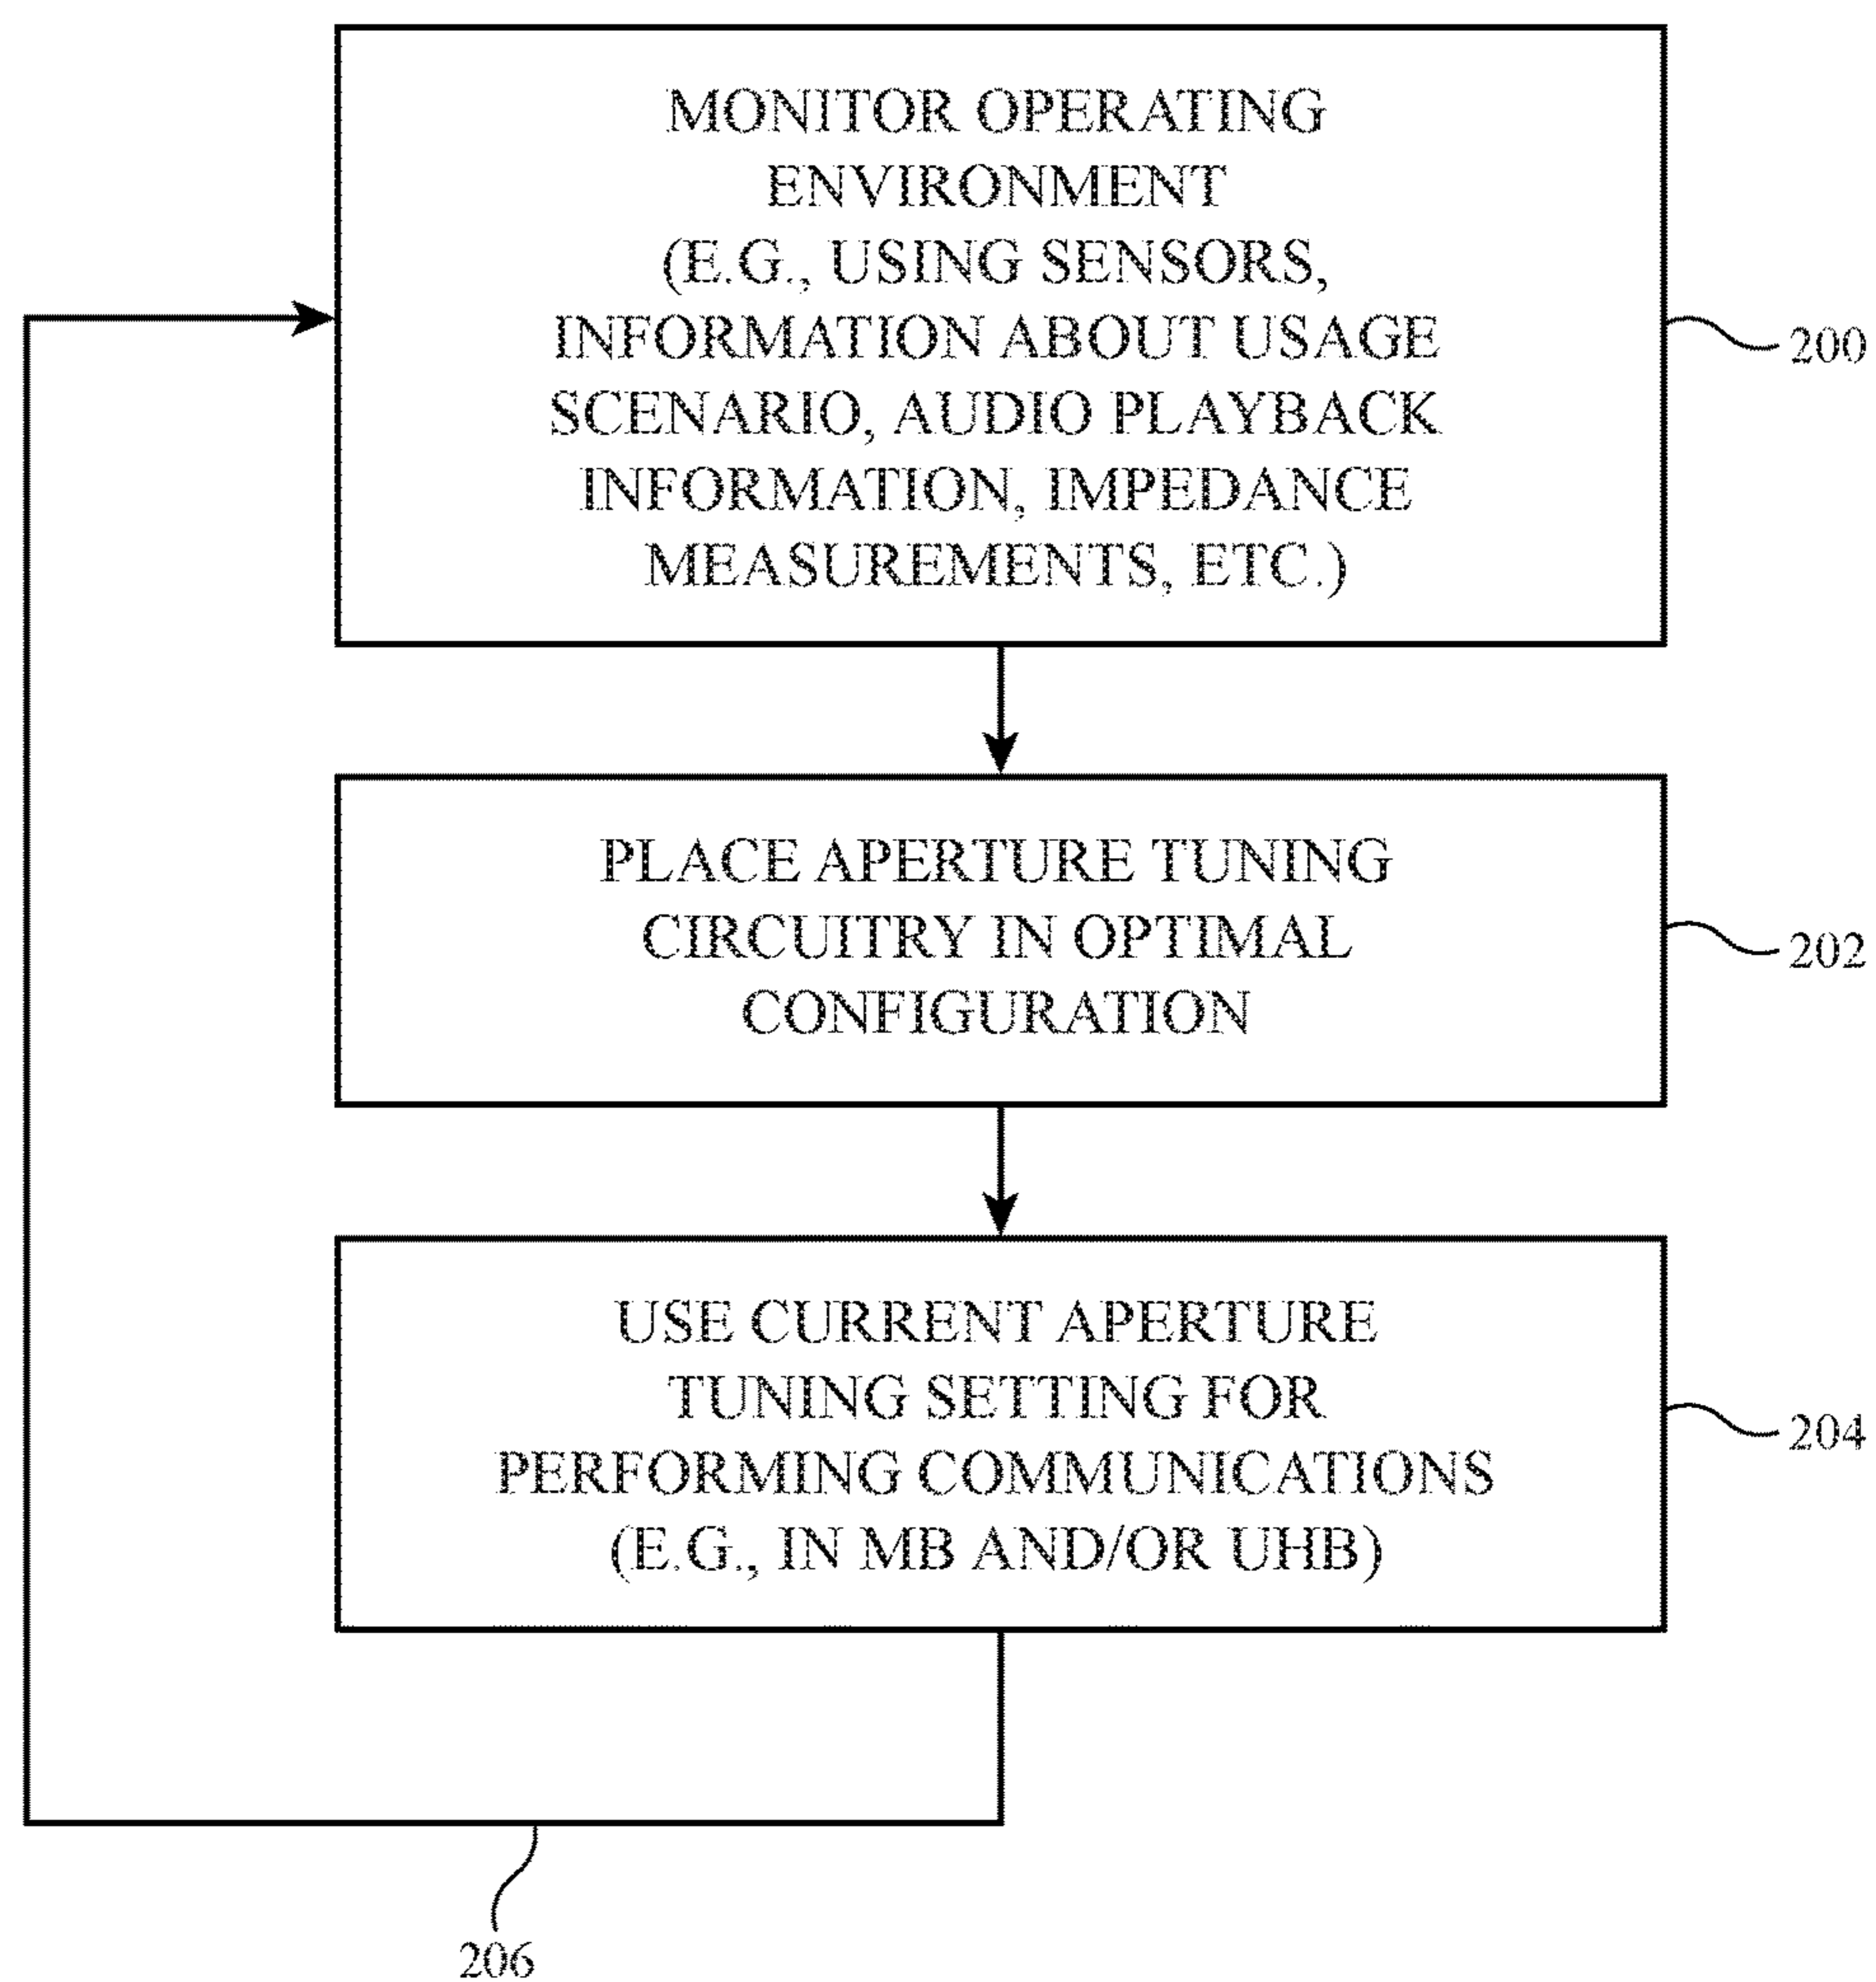 MONITOR OPERATING
ENVIRONMENT
(E.G., USING SENSORS,
INFORMATION ABOUT USAGE
SCENARIO, AUDIO PLAYBACK
INFORMATION, IMPEDANCE
MEASUREMENTS, ETC.)
200
PLACE APERTURE TUNING
CIRCUITRY IN OPTIMAL
CONFIGURATION
202
USE CURRENT APERTURE
TUNING SETTING FOR
PERFORMING COMMUNICATIONS
(E.G., IN MB AND/OR UHB)
204
206